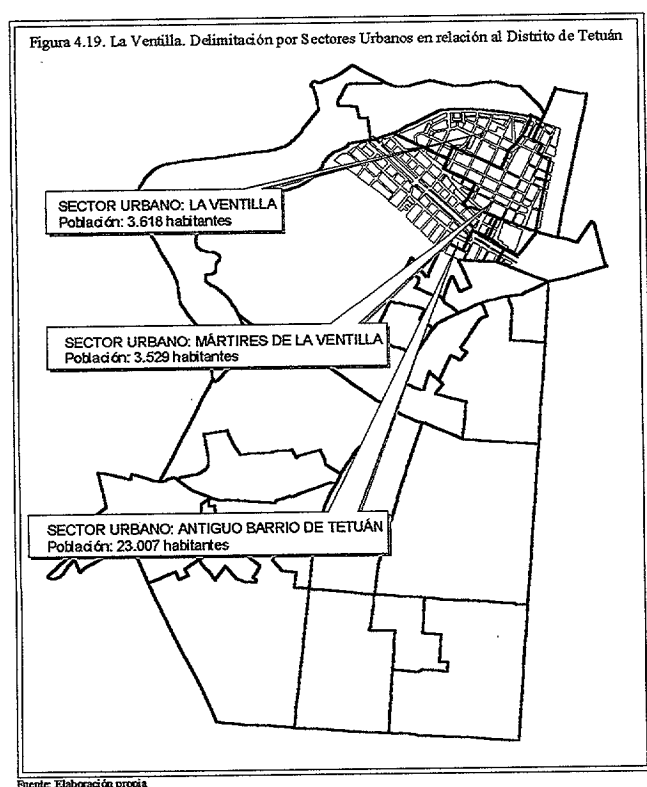 Figura 4.19. La Ventilla. Delimitación por Sectores Urbanos en relación al Distrito de Tetuán
SECTOR URBANO: LA VENTILLA
Población: 3.618 habitantes
SECTOR URBANO: MÁRTIRES DE LA VENTILLA
Población: 3.529 habitantes
SECTOR URBANO: ANTIGUO BARRIO DE TETUÁN
Población: 23.007 habitantes
Fuente: Elaboración propia